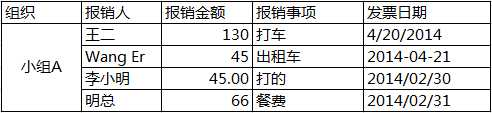 组织 报销人 报销金额 报销事项 发票日期
小组A
王二 130 打车 4/20/2014
Wang Er 45 出租车 2014-04-21
李小明 45.00 打的 2014/02/30
明总 66 餐费 2014/02/31